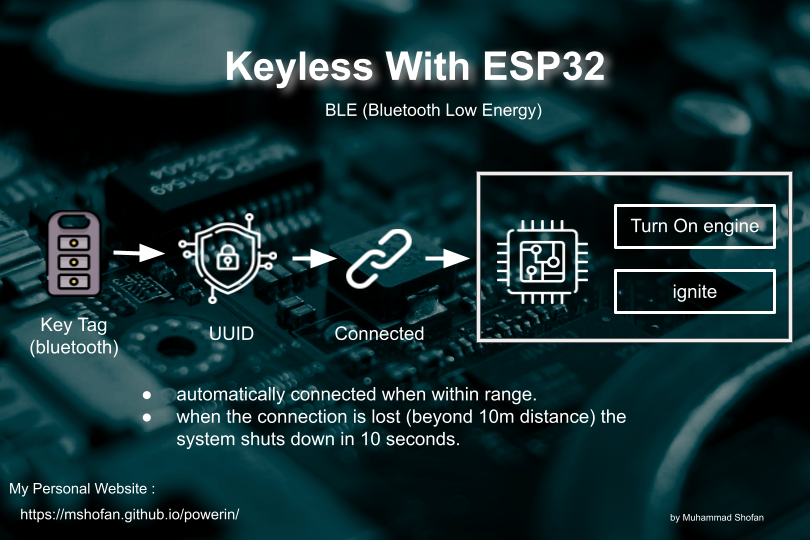 Keyless With ESP32
BLE (Bluetooth Low Energy)
Turn On engine
ignite
Key Tag
(bluetooth)
UUID
Connected
● automatically connected when within range.
● when the connection is lost (beyond 10m distance) the
system shuts down in 10 seconds.
My Personal Website :
https://mshofan.github.io/powerin/
by Muhammad Shofan